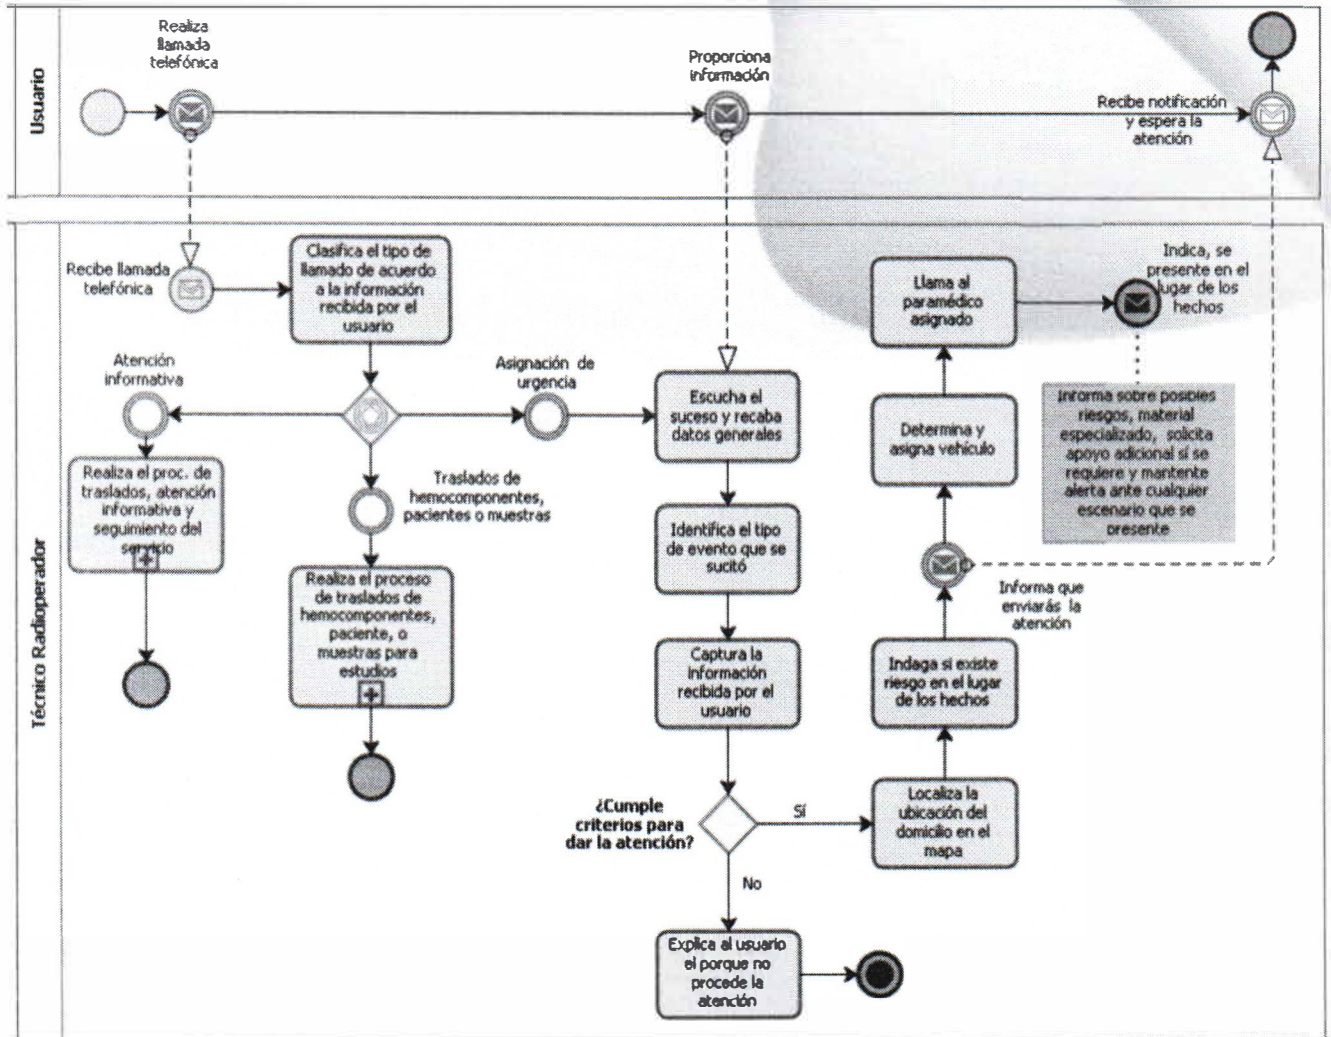 Usuario
Realiza
llamada
telefónica
Proporciona
información
Recibe notificación
y espera la
atención
Técnico Radioperador
Recibe llamada
telefónica
Clasifica el tipo de
llamado de acuerdo
a la información
recibida por el
usuario
Atención
informativa
Realiza el proc. de
traslados, atención
informativa y
seguimiento del
servicio
Traslados de
hemocomponentes,
pacientes o muestras
Realiza el proceso
de traslados de
hemocomponentes,
paciente, o
muestras para
estudios
Asignación de
urgencia
Escucha el
suceso y recaba
datos generales
Identifica el tipo
de evento que se
sucitó
Captura la
información
recibida por el
usuario
¿Cumple
criterios para
dar la atención?
Sí
No
Explica al usuario
el porque no
procede la
atención
Localiza la
ubicación del
domicilio en el
mapa
Indaga si existe
riesgo en el lugar
de los hechos
Informa que
enviarás la
atención
Determina y
asigna vehículo
Llama al
paramédico
asignado
Indica, se
presente en el
lugar de los
hechos
Informa sobre posibles
riesgos, material
especializado, solicita
apoyo adicional sí se
requiere y mantente
alerta ante cualquier
escenario que se
presente